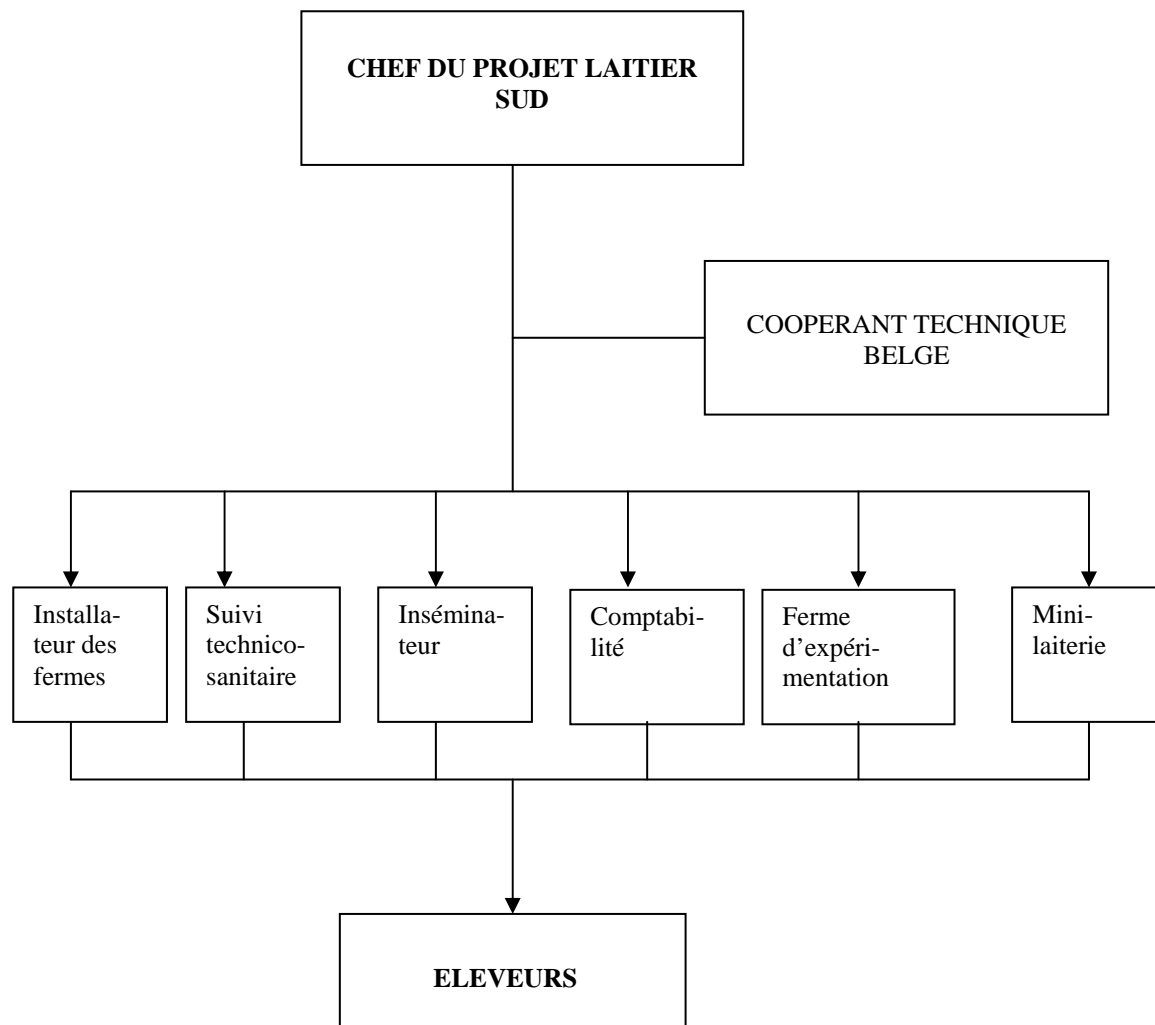 CHEF DU PROJET LAITIER
SUD
COOPERANT TECHNIQUE
BELGE
Installa-
teur des
fermes
Suivi
technico-
sanitaire
Insémina-
teur
Comptabi-
lité
Ferme
d'expéri-
mentation
Mini-
laiterie
ELEVEURS